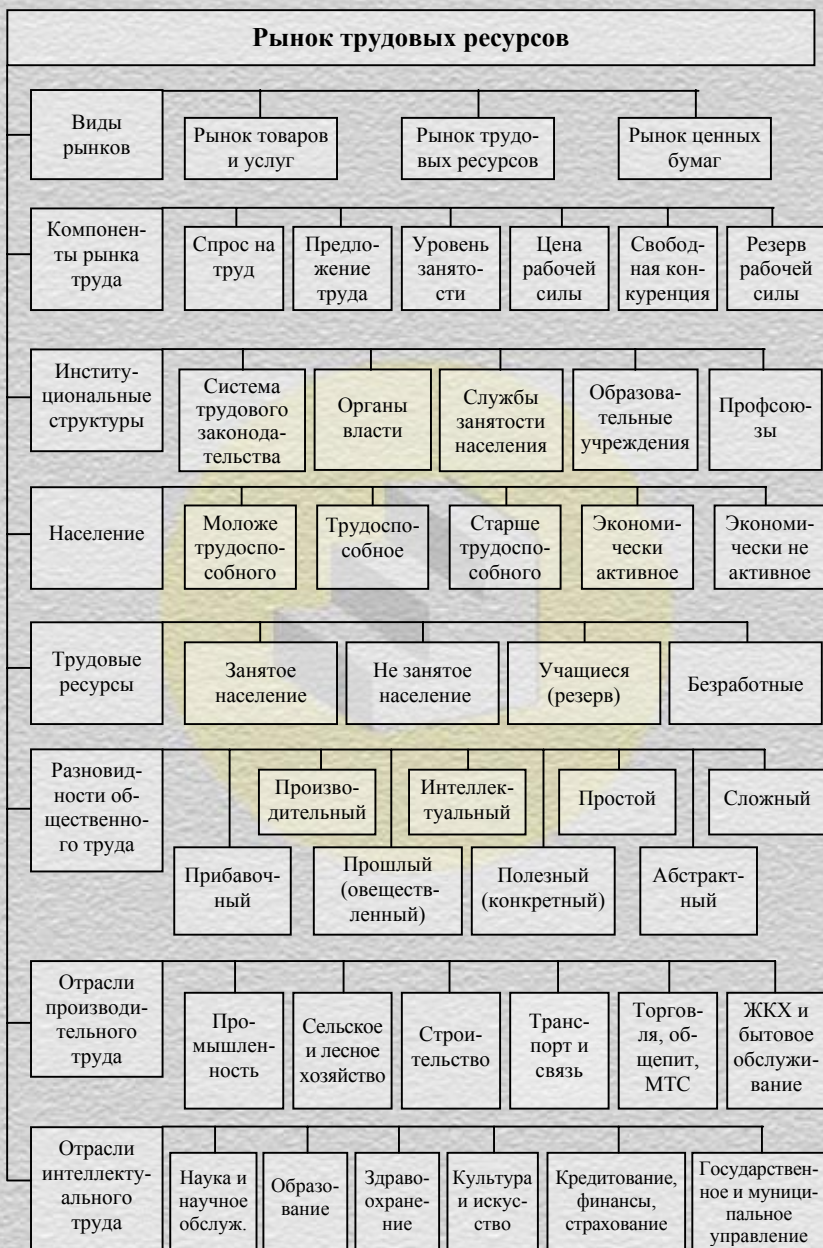 Рынок трудовых ресурсов
Виды
рынков
Рынок товаров
и услуг
Рынок трудо-
вых ресурсов
Рынок ценных
бумаг
Компонен-
ты рынка
труда
Спрос на
труд
Предло-
жение
труда
Уровень
занято-
сти
Цена
рабочей
силы
Свобод-
ная кон-
куренция
Резерв
рабочей
силы
Институ-
циональные
структуры
Система
трудового
законода-
тельства
Органы
власти
Службы
занятости
населения
Образова-
тельные
учреждения
Профсою-
зы
Население
Моложе
трудоспо-
собного
Трудоспо-
собное
Старше
трудоспо-
собного
Экономи-
чески
активное
Экономи-
чески не
активное
Трудовые
ресурсы
Занятое
население
Не занятое
население
Учащиеся
(резерв)
Безработные
Разновид-
ности об-
щественно-
го труда
Произво-
дительный
Интеллек-
туальный
Простой
Сложный
Прибавоч-
ный
Прошлый
(овеществ-
ленный)
Полезный
(конкретный)
Абстракт-
ный
Отрасли
производи-
тельного
труда
Про-
мышлен-
ность
Сельское
и лесное
хозяйство
Строи-
тельство
Транс-
порт и
связь
Торгов-
ля, об-
щепит,
МТС
ЖКХ и
бытовое
обслужи-
вание
Отрасли
интеллекту-
ального
труда
Наука и
научное
обслуж.
Образо-
вание
Здраво-
охране-
ние
Культура
и искус-
ство
Кредитование,
финансы,
страхование
Государствен-
ное и муници-
пальное
управление